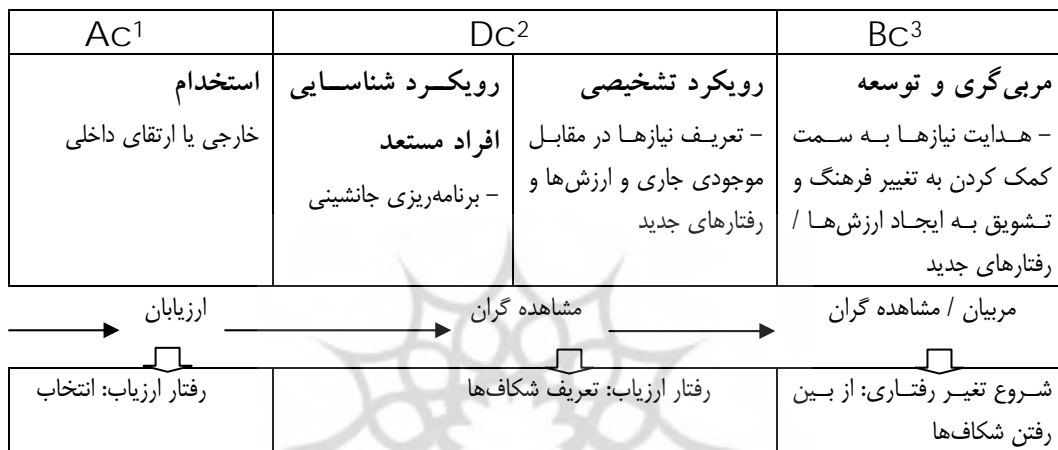 Ac¹
Dc²
Bc³
استخدام
خارجی یا ارتقای داخلی
رویکرد شناسایی
افراد مستعد
– برنامه‌ریزی جانشینی
رویکرد تشخیصی
– تعریف نیازها در مقابل
موجودی جاری و ارزش‌ها و
رفتارهای جدید
مربی‌گری و توسعه
– هدایت نیازها به سمت
کمک کردن به تغییر فرهنگ و
تشویق به ایجاد ارزش‌ها /
رفتارهای جدید
ارزیابان
مشاهده گران
مربیان / مشاهده گران
رفتار ارزیاب: انتخاب
رفتار ارزیاب: تعریف شکاف‌ها
شروع تغیر رفتاری: از بین
رفتن شکاف‌ها